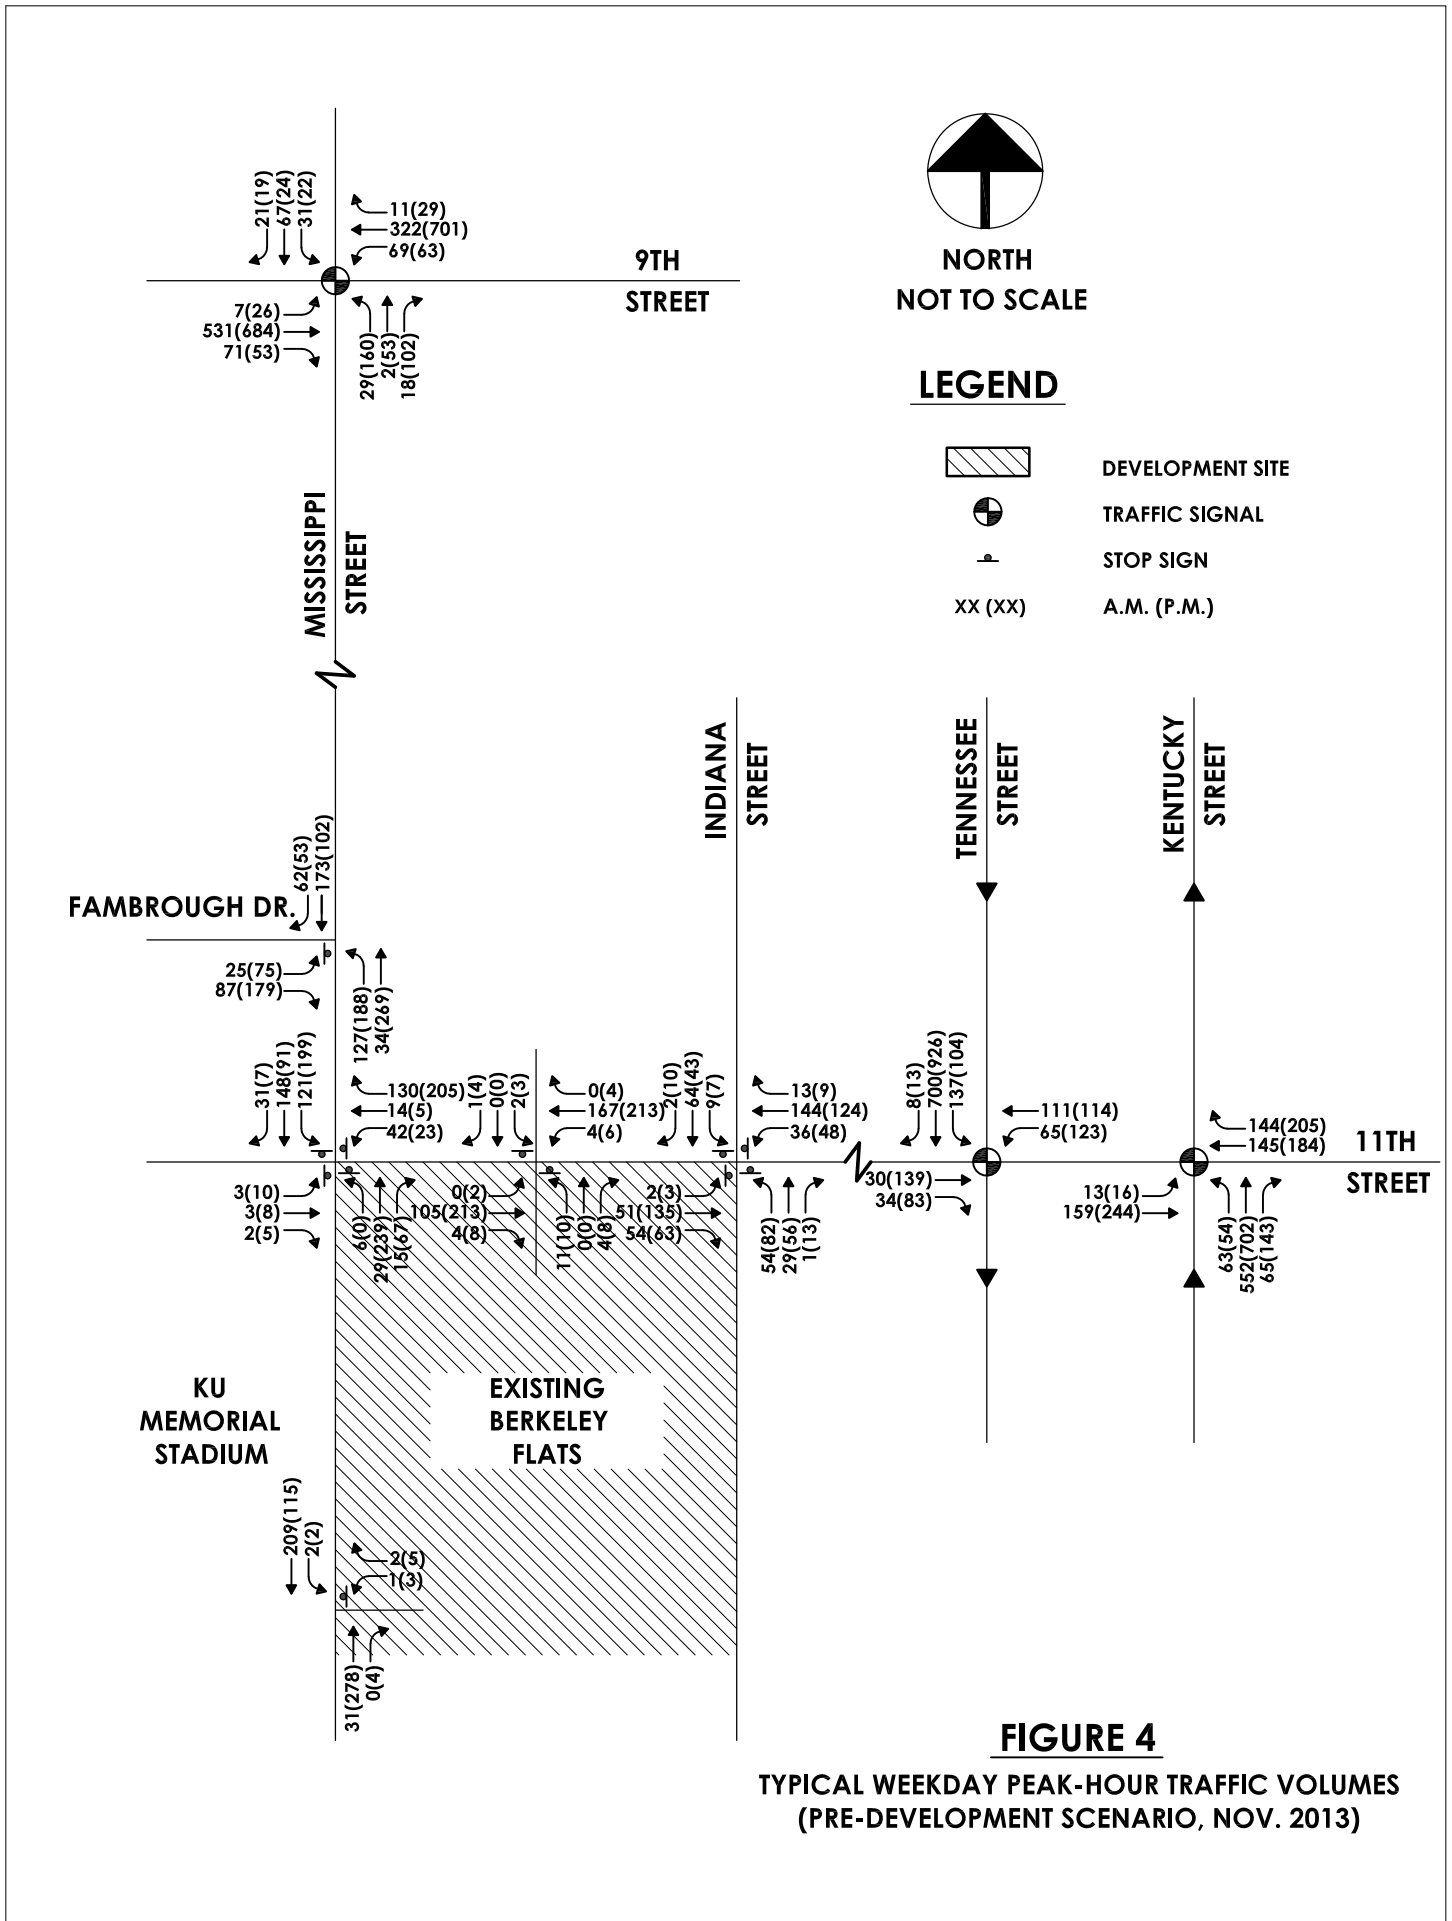 21(19)
67(24)
31(22)
11(29)
322(701)
69(63)
9TH
STREET
7(26)
531(684)
71(53)
29(160)
2(53)
18(102)
NORTH
NOT TO SCALE
LEGEND
DEVELOPMENT SITE
TRAFFIC SIGNAL
STOP SIGN
XX (XX) A.M. (P.M.)
MISSISSIPPI
STREET
INDIANA
STREET
TENNESSEE
STREET
KENTUCKY
STREET
62(53)
173(102)
FAMBROUGH DR.
25(75)
87(179)
127(188)
34(269)
31(7)
148(91)
121(199)
130(205)
14(5)
42(23)
1(4)
0(0)
2(3)
0(4)
167(213)
4(6)
2(10)
64(43)
9(7)
13(9)
144(124)
36(48)
8(13)
700(926)
137(104)
111(114)
65(123)
144(205)
145(184)
11TH
STREET
3(10)
3(8)
2(5)
6(0)
29(239)
15(67)
0(2)
105(213)
4(8)
11(10)
0(0)
4(8)
2(3)
51(135)
54(63)
54(82)
29(56)
1(13)
30(139)
34(83)
13(16)
159(244)
63(54)
552(702)
65(143)
KU
MEMORIAL
STADIUM
EXISTING
BERKELEY
FLATS
209(115)
2(2)
2(5)
1(3)
31(278)
0(4)
FIGURE 4
TYPICAL WEEKDAY PEAK-HOUR TRAFFIC VOLUMES
(PRE-DEVELOPMENT SCENARIO, NOV. 2013)